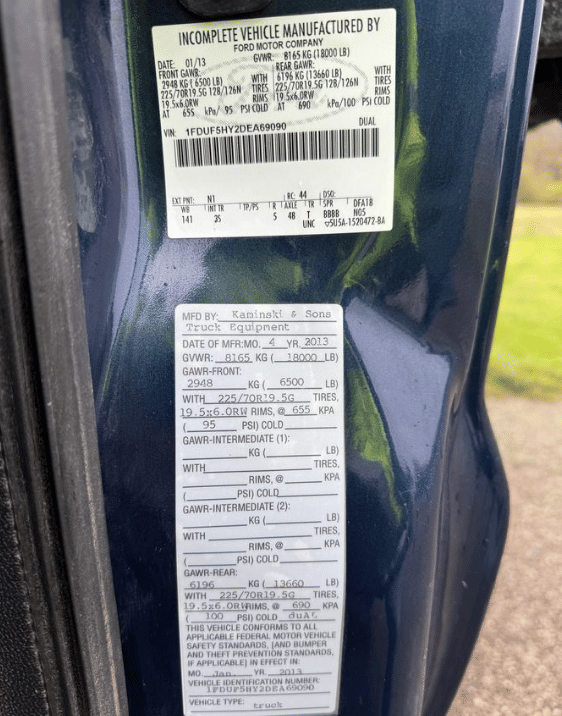 INCOMPLETE VEHICLE MANUFACTURED BY
FORD MOTOR COMPANY
DATE: 01/13 GVWR: 8165 KG (18000 LB)
FRONT GAWR: REAR GAWR:
2948 KG ( 6500 LB) WITH 6196 KG (13660 LB) WITH
225/70R19.5G 128/126N TIRES 225/70R19.5G 128/126N TIRES
19.5x6.0RW RIMS 19.5x6.0RW RIMS
AT 655 kPa/ 95 PSI COLD AT 690 kPa/100 PSI COLD
VIN: 1FDUF5HY2DEA69090 DUAL
EXT PNT: N1 RC: 44 DSO:
WB INT TR TP/PS R AXLE TR SPR DFA18
141 3S 5 4B T BBBB NOS
UNC 5U5A-1520472-BA
MFD BY: Kaminski & Sons
Truck Equipment
DATE OF MFR:MO. 4 YR. 2013
GVWR: 8165 KG ( 18000 LB)
GAWR-FRONT:
2948 KG ( 6500 LB)
WITH 225/70R19.5G TIRES,
19.5x6.0RW RIMS, @ 655 KPA
( 95 PSI) COLD
GAWR-INTERMEDIATE (1):
KG ( LB)
WITH TIRES,
RIMS, @ KPA
( PSI) COLD
GAWR-INTERMEDIATE (2):
KG ( LB)
WITH TIRES,
RIMS, @ KPA
( PSI) COLD
GAWR-REAR:
6196 KG ( 13660 LB)
WITH 225/70R19.5G TIRES,
19.5x6.0RW RIMS, @ 690 KPA
( 100 PSI) COLD duAL
THIS VEHICLE CONFORMS TO ALL
APPLICABLE FEDERAL MOTOR VEHICLE
SAFETY STANDARDS, (AND BUMPER
AND THEFT PREVENTION STANDARDS,
IF APPLICABLE) IN EFFECT IN:
MO. Jan. YR. 2013
VEHICLE IDENTIFICATION NUMBER:
1FDUF5HY2DEA69090
VEHICLE TYPE: truck